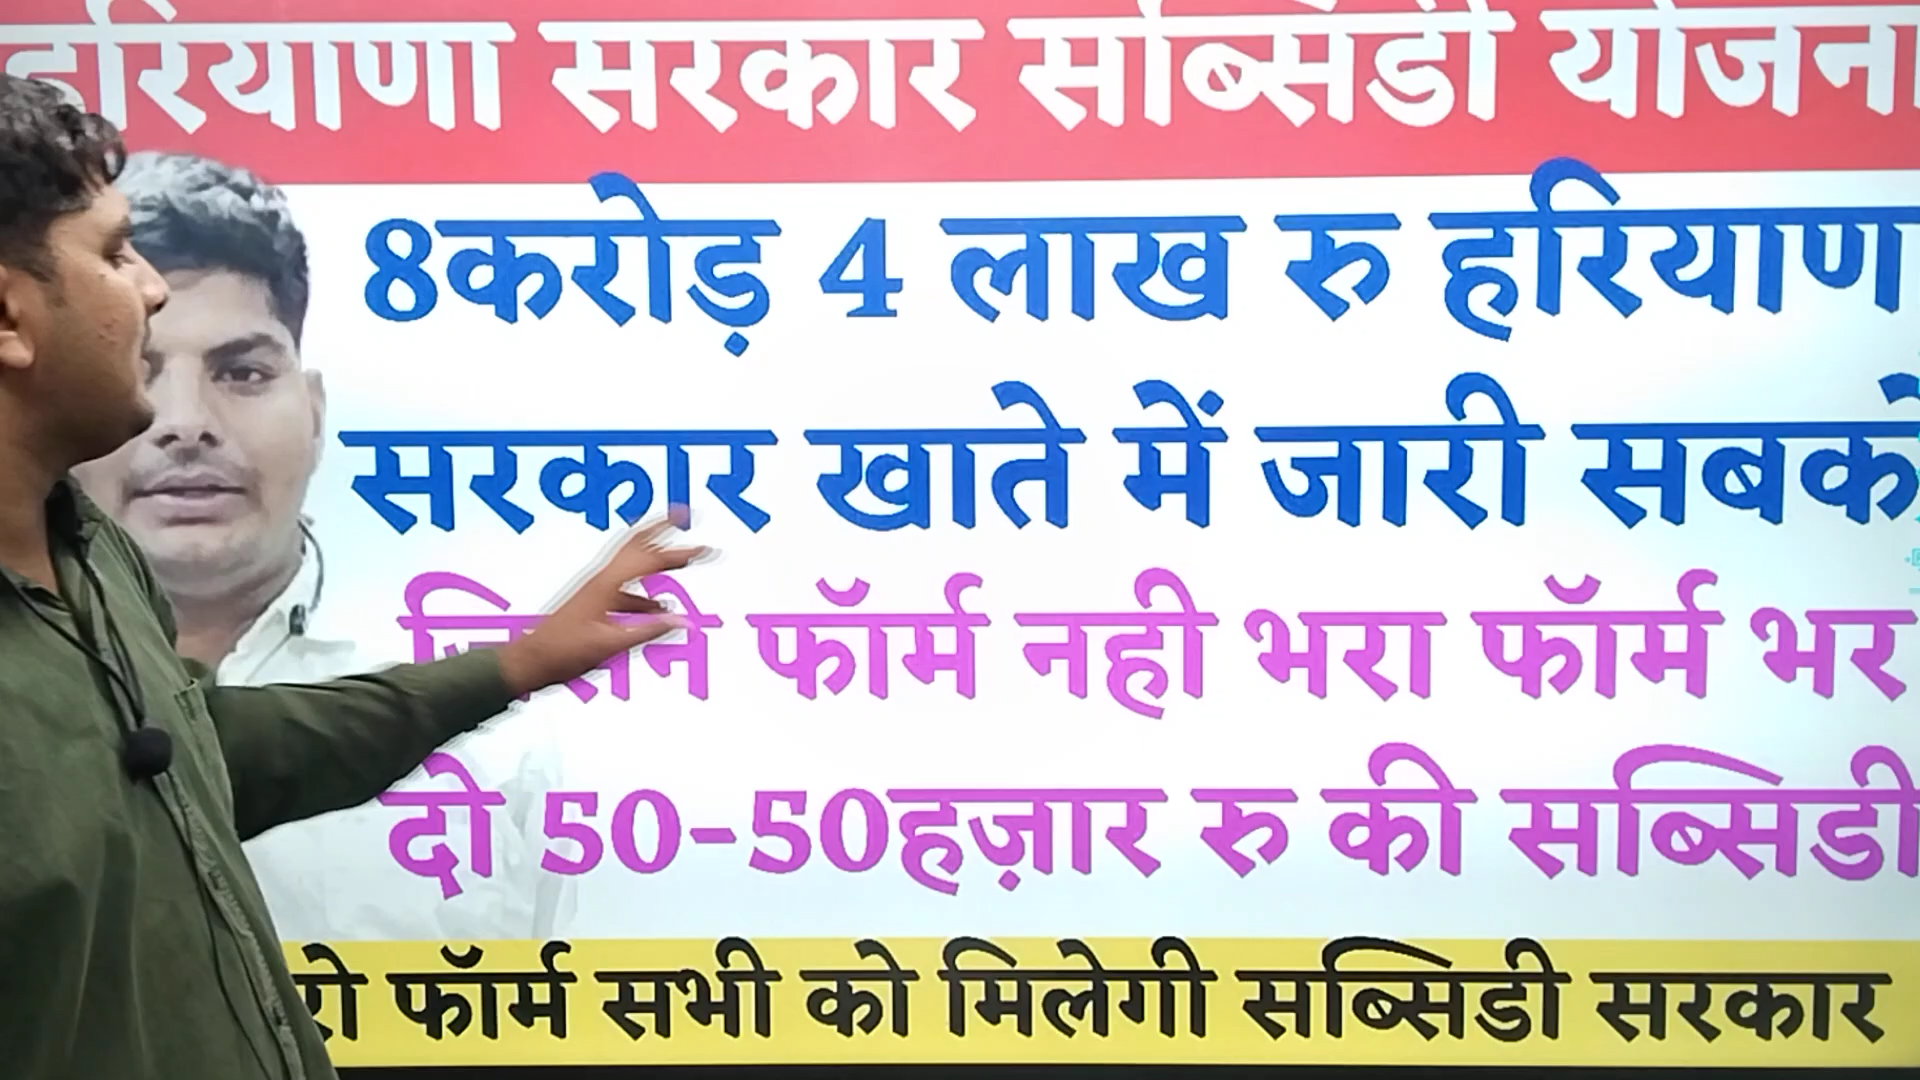 हरियाणा सरकार सब्सिडी योजना
8करोड़ 4 लाख रु हरियाण
सरकार खाते में जारी सबको
जिसने फॉर्म नही भरा फॉर्म भर
दो 50-50हज़ार रु की सब्सिडी
रो फॉर्म सभी को मिलेगी सब्सिडी सरकार